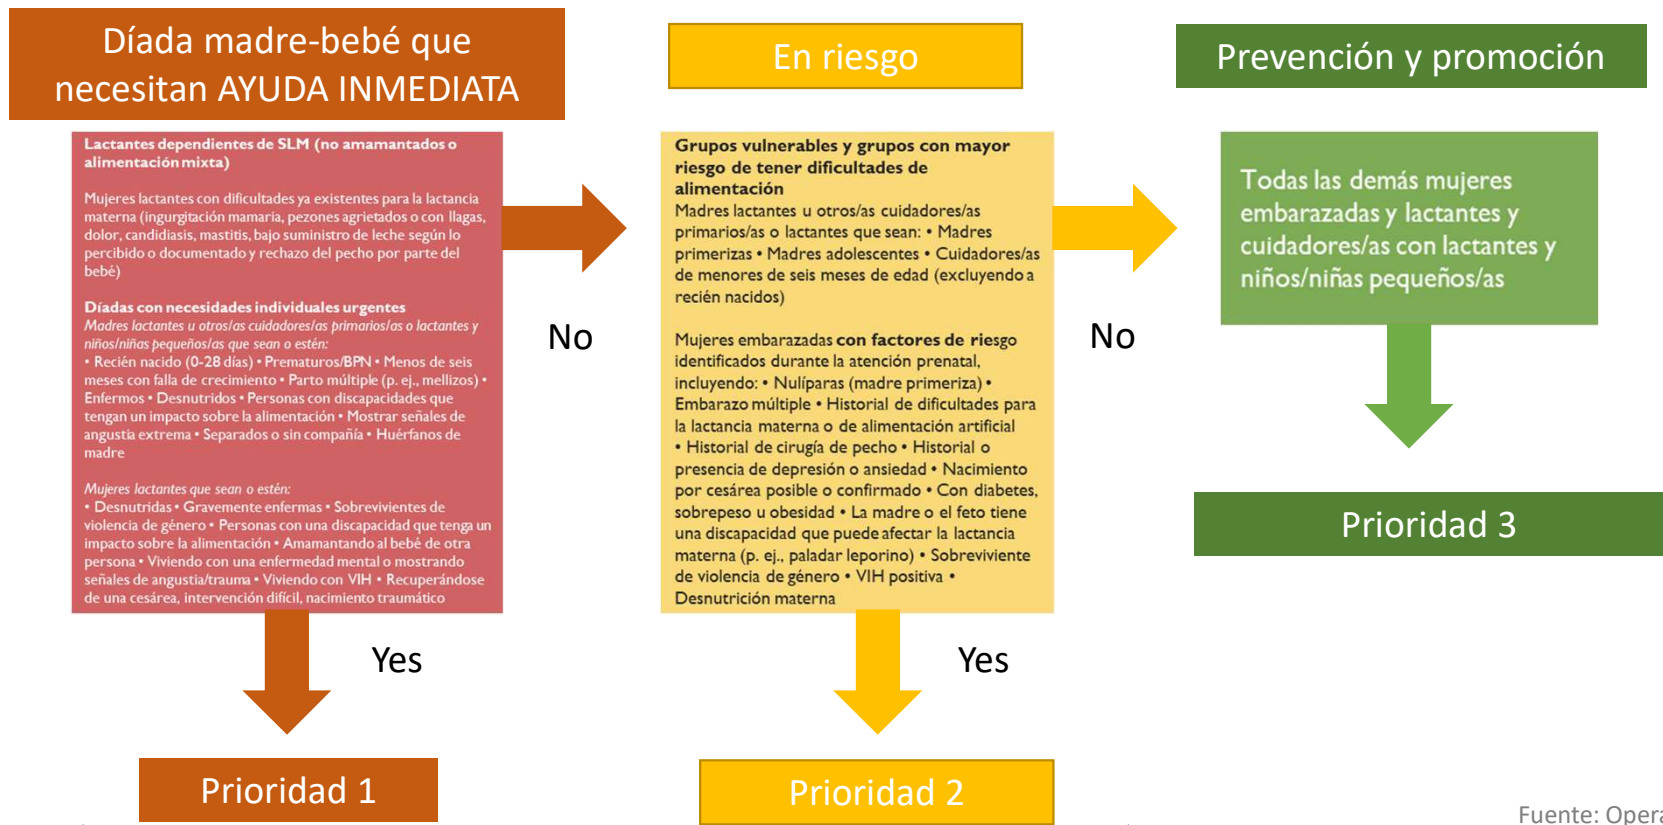 Díada madre-bebé que
necesitan AYUDA INMEDIATA
Lactantes dependientes de SLM (no amamantados o
alimentación mixta)
Mujeres lactantes con dificultades ya existentes para la lactancia
materna (ingurgitación mamaria, pezones agrietados o con llagas,
dolor, candidiasis, mastitis, bajo suministro de leche según lo
percibido o documentado y rechazo del pecho por parte del
bebé)
Díadas con necesidades individuales urgentes
Madres lactantes u otros/as cuidadores/as primarios/as o lactantes y
niños/niñas pequeños/as que sean o estén:
• Recién nacido (0-28 días) • Prematuros/BPN • Menos de seis
meses con falla de crecimiento • Parto múltiple (p. ej., mellizos) •
Enfermos • Desnutridos • Personas con discapacidades que
tengan un impacto sobre la alimentación • Mostrar señales de
angustia extrema • Separados o sin compañía • Huérfanos de
madre
Mujeres lactantes que sean o estén:
• Desnutridas • Gravemente enfermas • Sobrevivientes de
violencia de género • Personas con una discapacidad que tenga un
impacto sobre la alimentación • Amamantando al bebé de otra
persona • Viviendo con una enfermedad mental o mostrando
señales de angustia/trauma • Viviendo con VIH • Recuperándose
de una cesárea, intervención difícil, nacimiento traumático
No
Yes
Prioridad 1
En riesgo
Grupos vulnerables y grupos con mayor
riesgo de tener dificultades de
alimentación
Madres lactantes u otros/as cuidadores/as
primarios/as o lactantes que sean: • Madres
primerizas • Madres adolescentes • Cuidadores/as
de menores de seis meses de edad (excluyendo a
recién nacidos)
Mujeres embarazadas con factores de riesgo
identificados durante la atención prenatal,
incluyendo: • Nulíparas (madre primeriza) •
Embarazo múltiple • Historial de dificultades para
la lactancia materna o de alimentación artificial
• Historial de cirugía de pecho • Historial o
presencia de depresión o ansiedad • Nacimiento
por cesárea posible o confirmado • Con diabetes,
sobrepeso u obesidad • La madre o el feto tiene
una discapacidad que puede afectar la lactancia
materna (p. ej., paladar leporino) • Sobreviviente
de violencia de género • VIH positiva •
Desnutrición materna
No
Yes
Prioridad 2
Prevención y promoción
Todas las demás mujeres
embarazadas y lactantes y
cuidadores/as con lactantes y
niños/niñas pequeños/as
Prioridad 3
Fuente: Opera